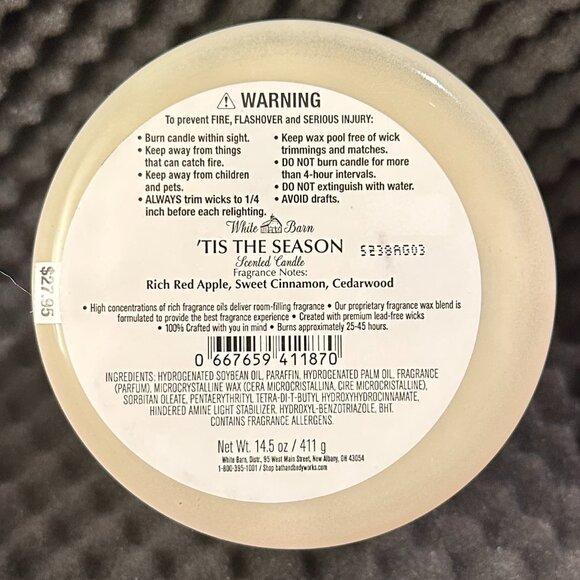 ⚠ WARNING
To prevent FIRE, FLASHOVER and SERIOUS INJURY:
• Burn candle within sight.
• Keep away from things
that can catch fire.
• Keep away from children
and pets.
• ALWAYS trim wicks to 1/4
inch before each relighting.
• Keep wax pool free of wick
trimmings and matches.
• DO NOT burn candle for more
than 4-hour intervals.
• DO NOT extinguish with water.
• AVOID drafts.
White Barn
'TIS THE SEASON
Scented Candle
Fragrance Notes:
Rich Red Apple, Sweet Cinnamon, Cedarwood
5238AG03
$27.95
• High concentrations of rich fragrance oils deliver room-filling fragrance • Our proprietary fragrance wax blend is
formulated to provide the best fragrance experience • Created with premium lead-free wicks
• 100% Crafted with you in mind • Burns approximately 25-45 hours.
0 667659 411870
INGREDIENTS: HYDROGENATED SOYBEAN OIL, PARAFFIN, HYDROGENATED PALM OIL, FRAGRANCE
(PARFUM), MICROCRYSTALLINE WAX (CERA MICROCRISTALLINA, CIRE MICROCRISTALLINE),
SORBITAN OLEATE, PENTAERYTHRITYL TETRA-DI-T-BUTYL HYDROXYHYDROCINNAMATE,
HINDERED AMINE LIGHT STABILIZER, HYDROXYL-BENZOTRIAZOLE, BHT.
CONTAINS FRAGRANCE ALLERGENS.
Net Wt. 14.5 oz / 411 g
White Barn, Distr., 95 West Main Street, New Albany, OH 43054
1-800-395-1001 / Shop bathandbodyworks.com